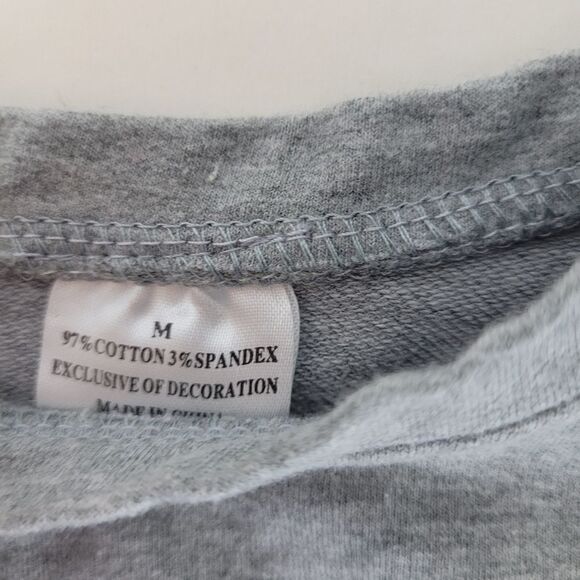 M
97% COTTON 3% SPANDEX
EXCLUSIVE OF DECORATION
MADE IN CHINA